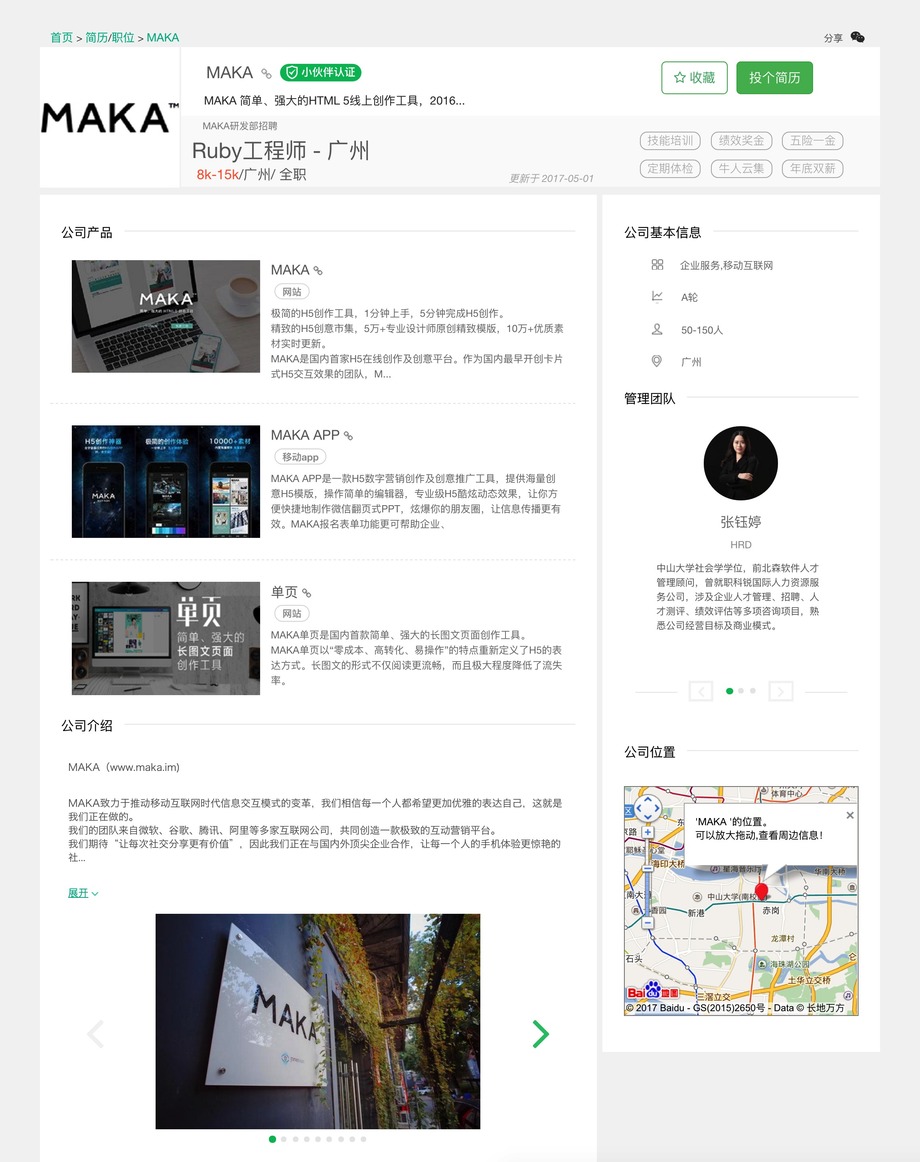 首页 > 简历/职位 > MAKA
分享
MAKA™
MAKA
小伙伴认证
收藏
投个简历
MAKA 简单、强大的HTML 5线上创作工具，2016...
MAKA研发部招聘
Ruby工程师 - 广州
8k-15k/广州/ 全职
更新于 2017-05-01
技能培训
绩效奖金
五险一金
定期体检
牛人云集
年底双薪
公司产品
MAKA
MAKA
网站
极简的H5创作工具，1分钟上手，5分钟完成H5创作。
精致的H5创意市集，5万+专业设计师原创精致模版，10万+优质素
材实时更新。
MAKA是国内首家H5在线创作及创意平台。作为国内最早开创卡片
式H5交互效果的团队，M...
H5创作神器
极简的创作体验
10000+素材
MAKA
MAKA APP
移动app
MAKA APP是一款H5数字营销创作及创意推广工具，提供海量创
意H5模版，操作简单的编辑器，专业级H5酷炫动态效果，让你方
便快捷地制作微信翻页式PPT，炫爆你的朋友圈，让信息传播更有
效。MAKA报名表单功能更可帮助企业、
单页
简单、强大的
长图文页面
创作工具
单页
网站
MAKA单页是国内首款简单、强大的长图文页面创作工具。
MAKA单页以“零成本、高转化、易操作”的特点重新定义了H5的表
达方式。长图文的形式不仅阅读更流畅，而且极大程度降低了流失
率。
公司介绍
MAKA（www.maka.im)
MAKA致力于推动移动互联网时代信息交互模式的变革，我们相信每一个人都希望更加优雅的表达自己，这就是
我们正在做的。
我们的团队来自微软、谷歌、腾讯、阿里等多家互联网公司，共同创造一款极致的互动营销平台。
我们期待“让每次社交分享更有价值”，因此我们正在与国内外顶尖企业合作，让每一个人的手机体验更惊艳的
社...
展开
MAKA
公司基本信息
企业服务,移动互联网
A轮
50-150人
广州
管理团队
张钰婷
HRD
中山大学社会学学位，前北森软件人才
管理顾问，曾就职科锐国际人力资源服
务公司，涉及企业人才管理、招聘、人
才测评、绩效评估等多项咨询项目，熟
悉公司经营目标及商业模式。
公司位置
体育中心
'MAKA '的位置。
可以放大拖动,查看周边信息！
海印大桥
星海音乐厅
华南大桥
中山大学(南校
新港
赤岗
龙潭村
石头
海珠湖公园
土华立交桥
三滘立交
Bai du 地图
© 2017 Baidu - GS(2015)2650号 - Data © 长地万方